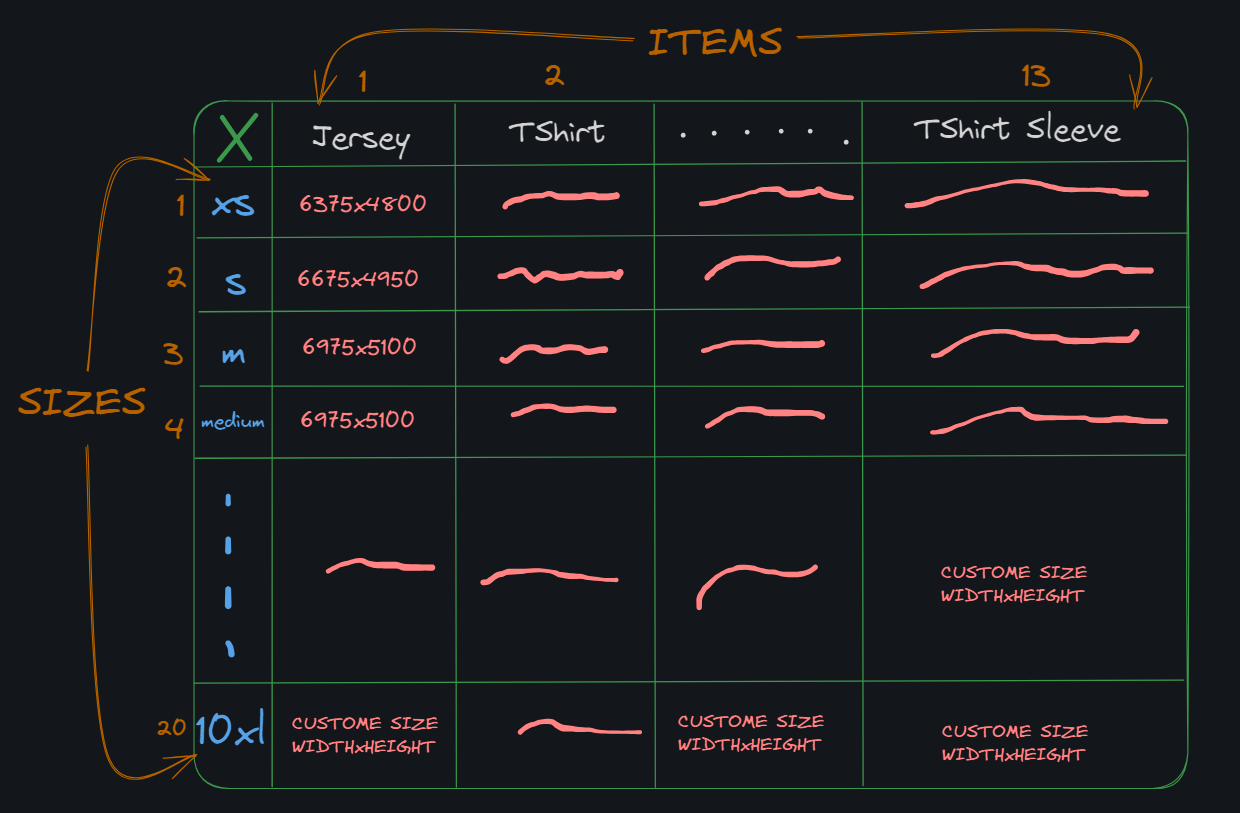 ITEMS
1 2 13
X Jersey TShirt . . . . . . TShirt Sleeve
1 xs 6375x4800
2 s 6675x4950
3 m 6975x5100
SIZES
4 medium 6975x5100
CUSTOME SIZE
WIDTHxHEIGHT
20 10xl CUSTOME SIZE CUSTOME SIZE CUSTOME SIZE
WIDTHxHEIGHT WIDTHxHEIGHT WIDTHxHEIGHT